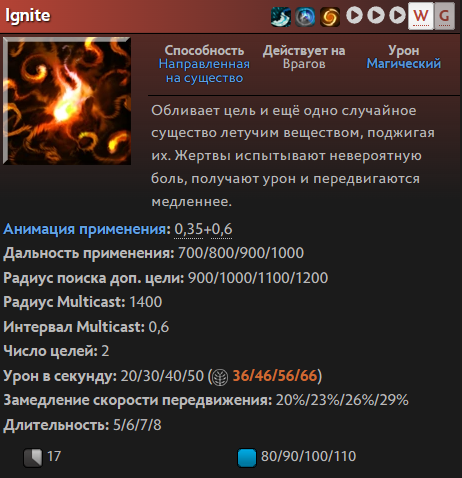 Ignite
W G
Способность Действует на Урон
Направленная Врагов Магический
на существо
Обливает цель и ещё одно случайное
существо летучим веществом, поджигая
их. Жертвы испытывают невероятную
боль, получают урон и передвигаются
медленнее.
Анимация применения: 0,35+0,6
Дальность применения: 700/800/900/1000
Радиус поиска доп. цели: 900/1000/1100/1200
Радиус Multicast: 1400
Интервал Multicast: 0,6
Число целей: 2
Урон в секунду: 20/30/40/50 (36/46/56/66)
Замедление скорости передвижения: 20%/23%/26%/29%
Длительность: 5/6/7/8
17 80/90/100/110